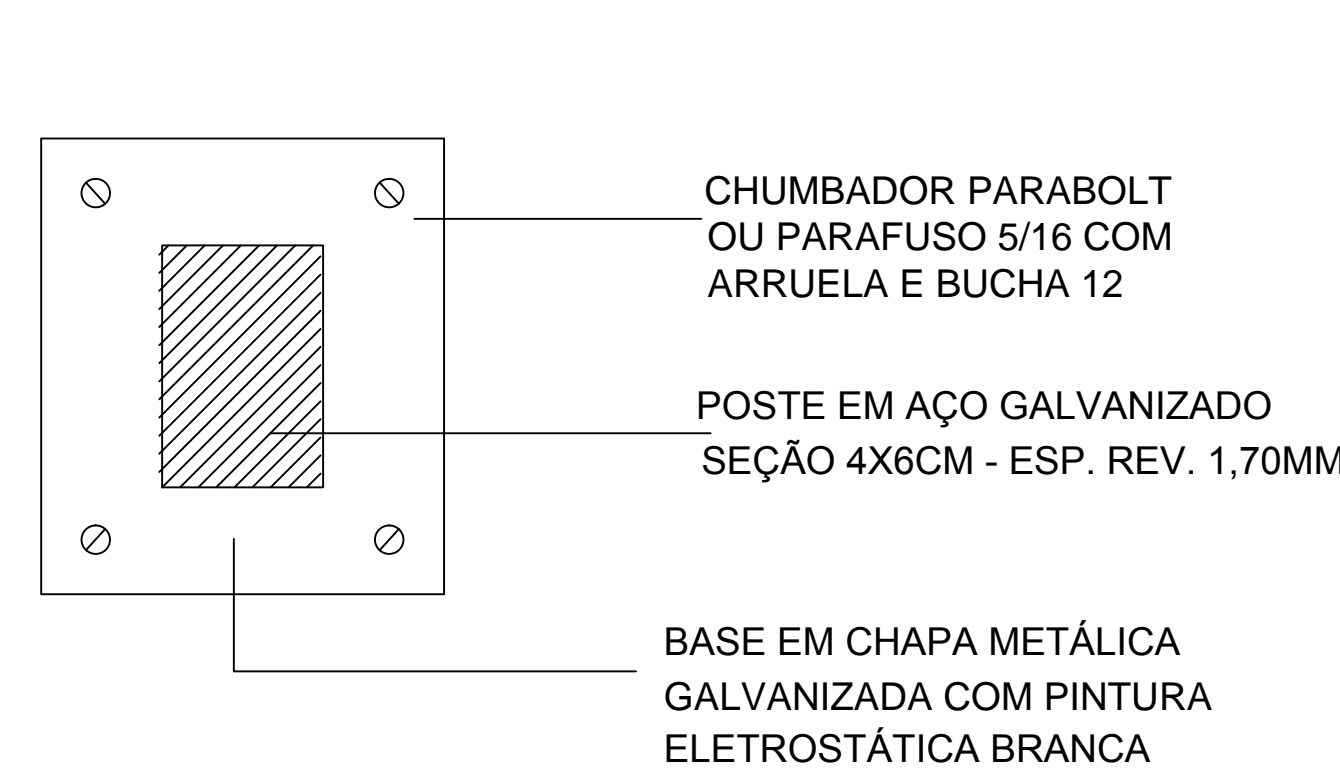 CHUMBADOR PARABOLT
OU PARAFUSO 5/16 COM
ARRUELA E BUCHA 12
POSTE EM AÇO GALVANIZADO
SEÇÃO 4X6CM - ESP. REV. 1,70MM
BASE EM CHAPA METÁLICA
GALVANIZADA COM PINTURA
ELETROSTÁTICA BRANCA